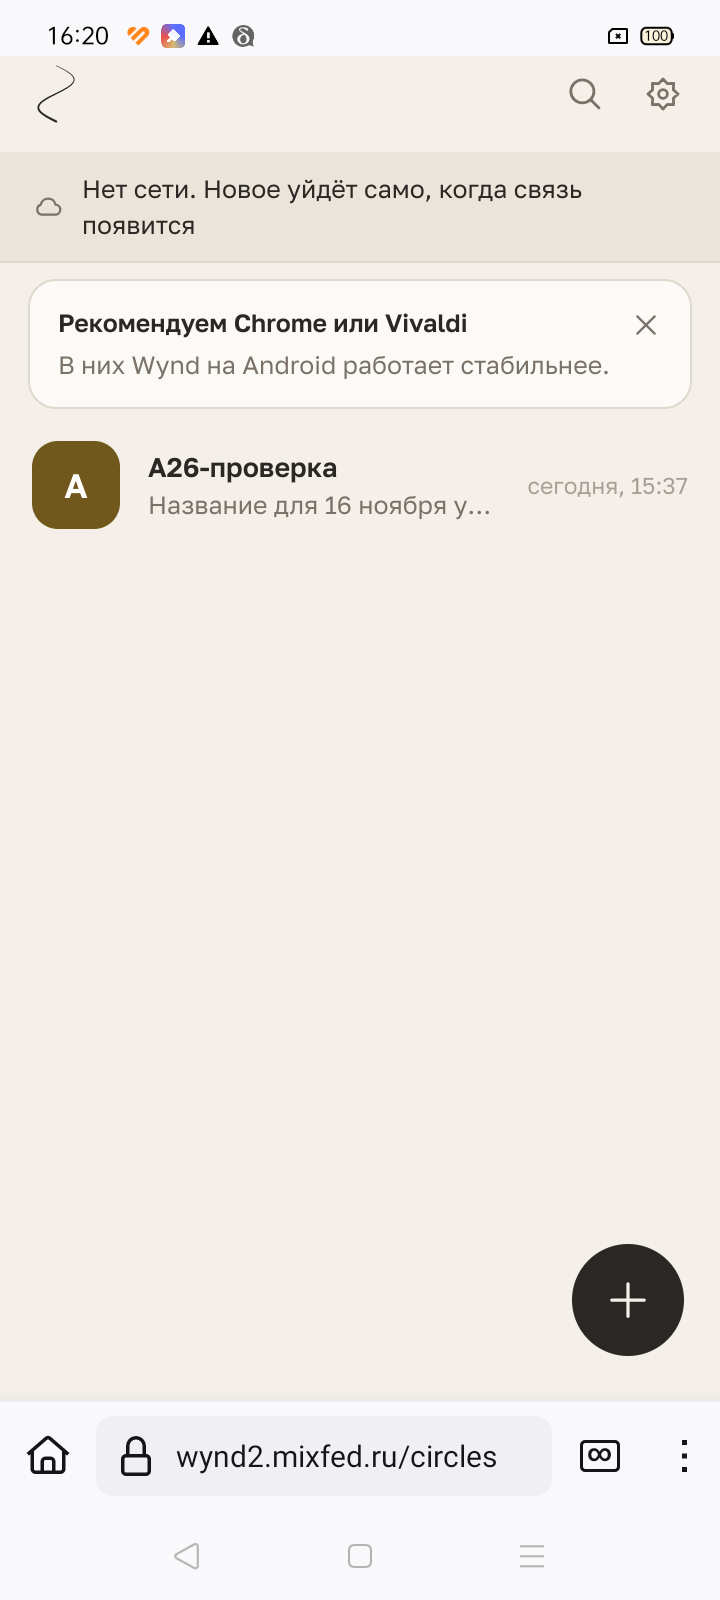 16:20
100
Нет сети. Новое уйдёт само, когда связь
появится
Рекомендуем Chrome или Vivaldi
В них Wynd на Android работает стабильнее.
А
А26-проверка
Название для 16 ноября у...
сегодня, 15:37
wynd2.mixfed.ru/circles